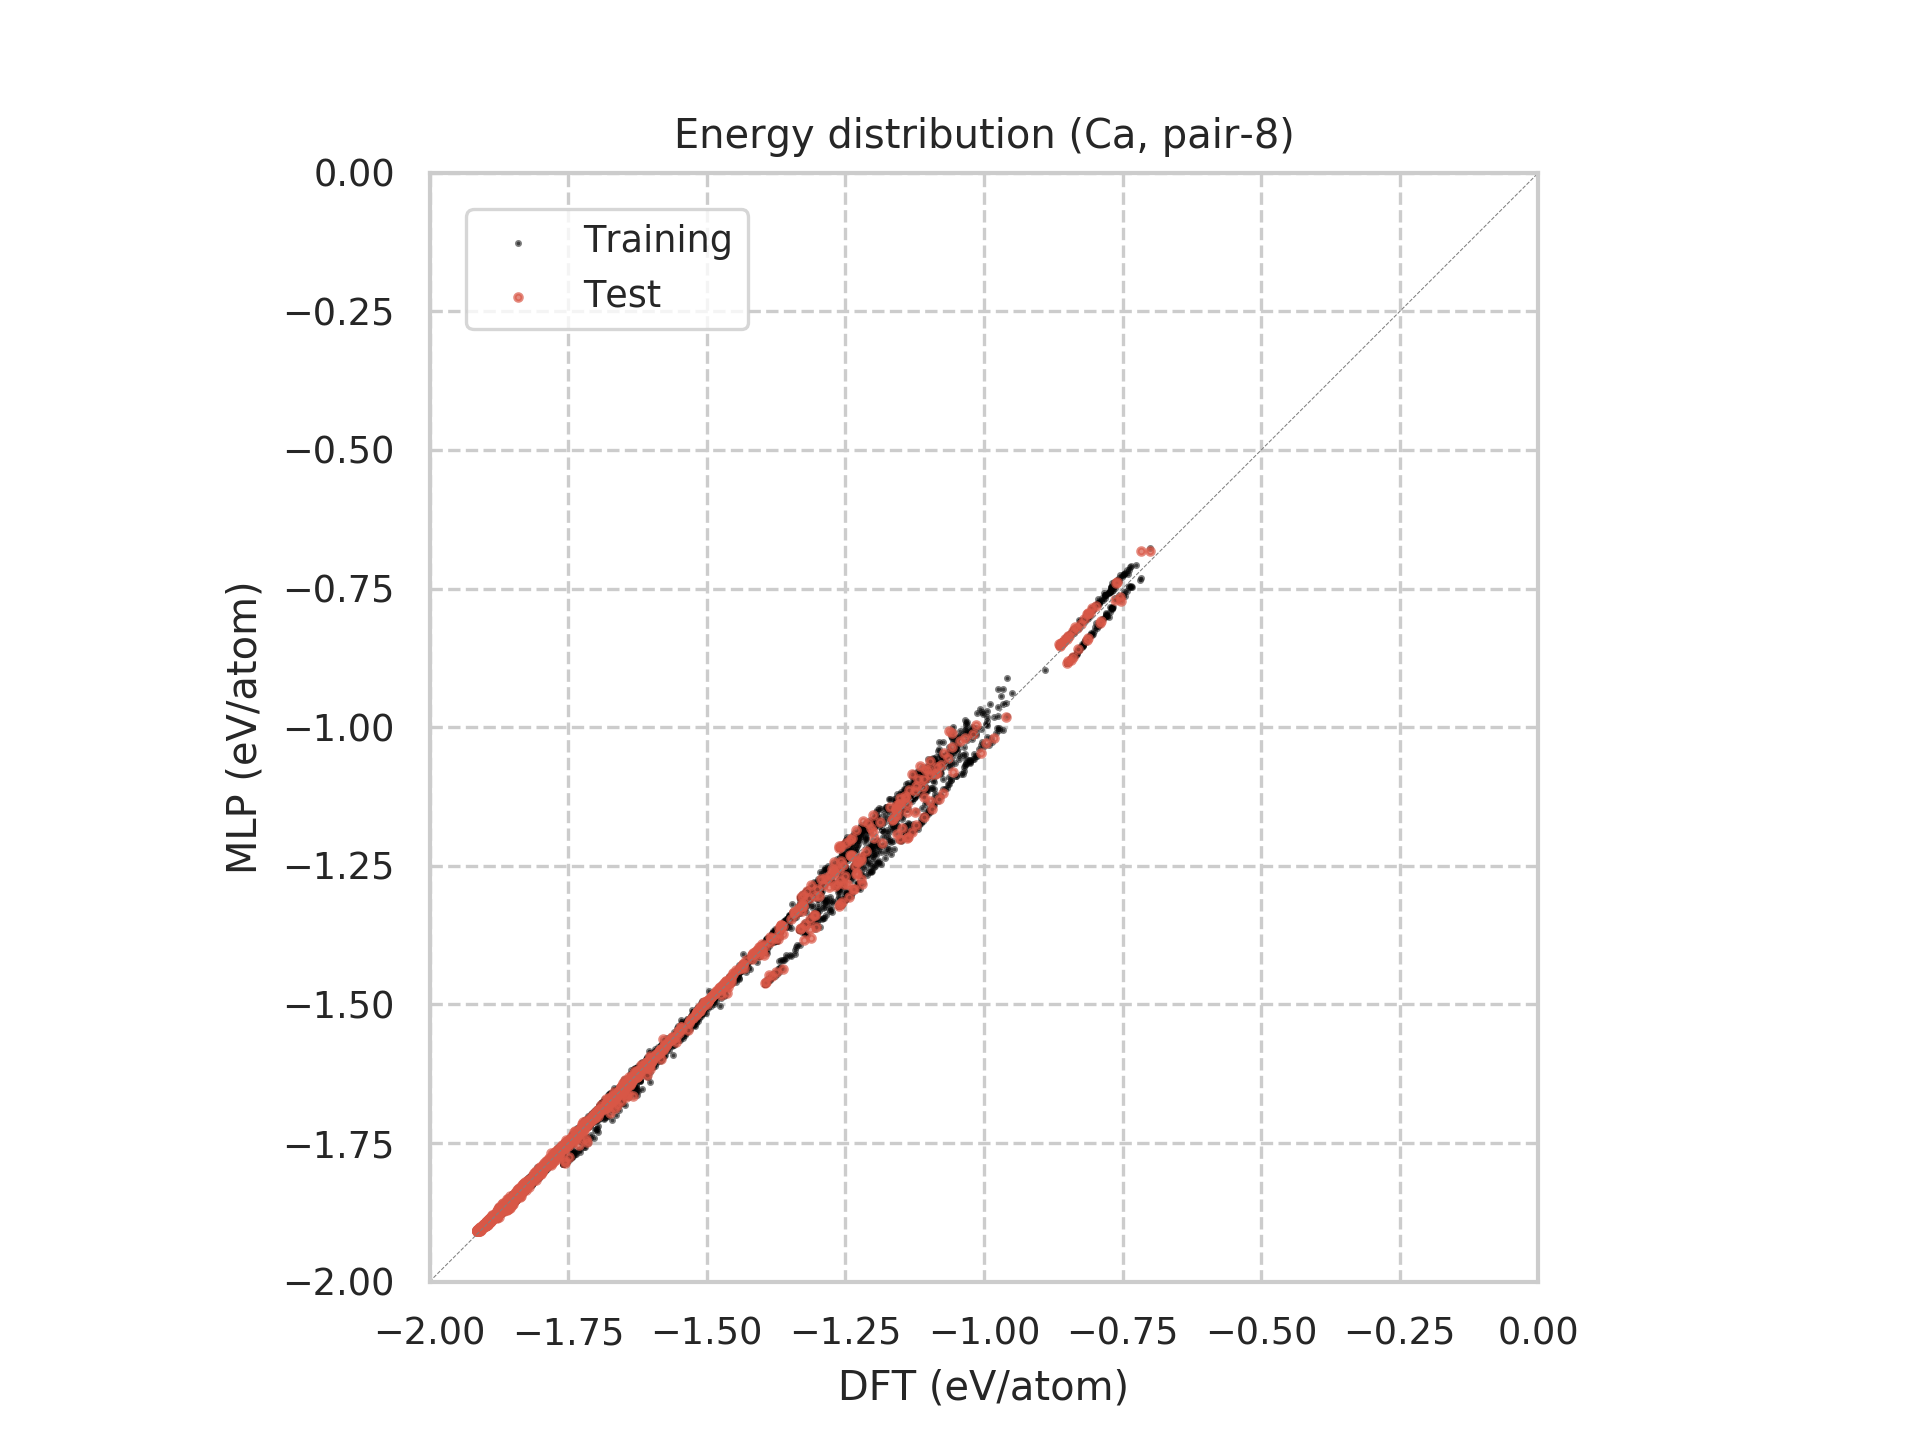 Energy distribution (Ca, pair-8)
0.00
−0.25
−0.50
−0.75
−1.00
−1.25
−1.50
−1.75
−2.00
MLP (eV/atom)
Training
Test
−2.00 −1.75 −1.50 −1.25 −1.00 −0.75 −0.50 −0.25 0.00
DFT (eV/atom)